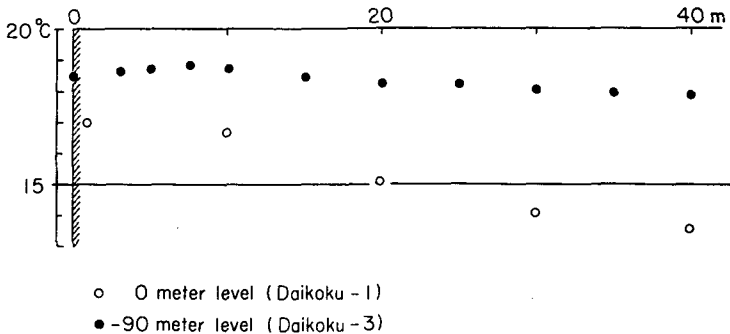 0 20 40 m
20°C
15
○ 0 meter level (Daikoku-1)
● -90 meter level (Daikoku-3)